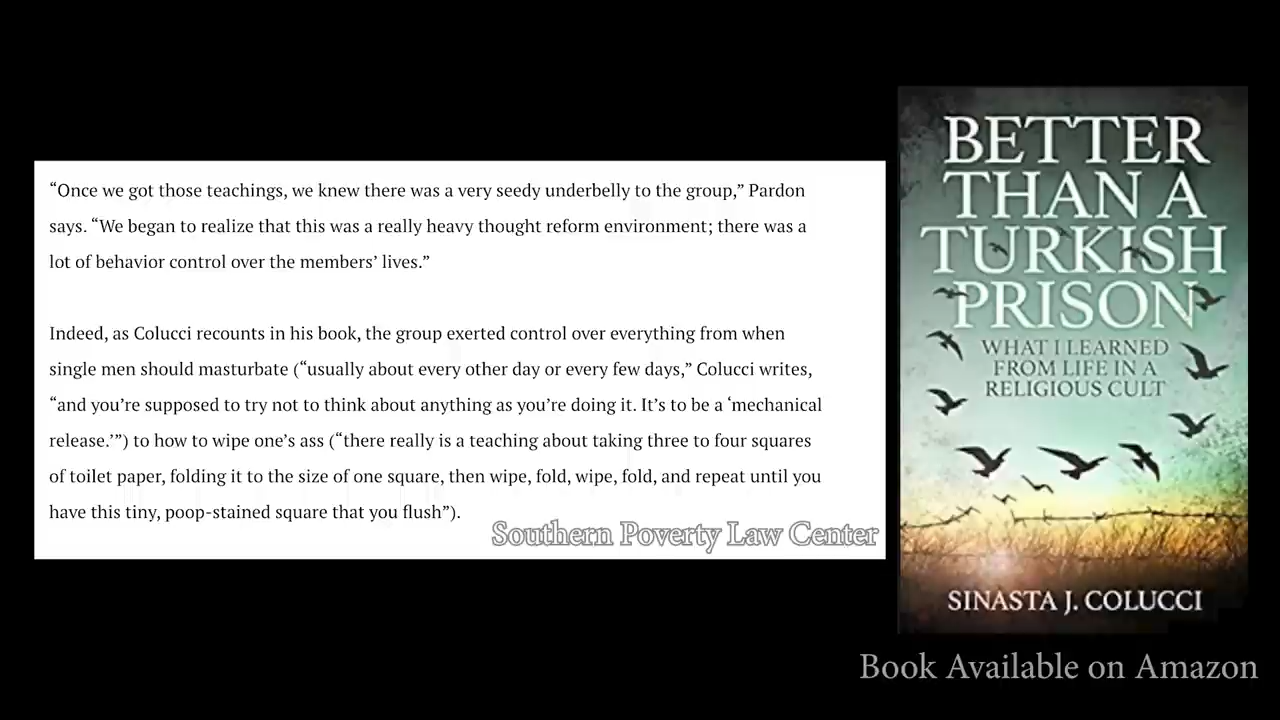 “Once we got those teachings, we knew there was a very seedy underbelly to the group,” Pardon
says. “We began to realize that this was a really heavy thought reform environment; there was a
lot of behavior control over the members’ lives.”
Indeed, as Colucci recounts in his book, the group exerted control over everything from when
single men should masturbate (“usually about every other day or every few days,” Colucci writes,
“and you’re supposed to try not to think about anything as you’re doing it. It’s to be a ‘mechanical
release.’”) to how to wipe one’s ass (“there really is a teaching about taking three to four squares
of toilet paper, folding it to the size of one square, then wipe, fold, wipe, fold, and repeat until you
have this tiny, poop-stained square that you flush”).
Southern Poverty Law Center
BETTER
THAN A
TURKISH
PRISON
WHAT I LEARNED
FROM LIFE IN A
RELIGIOUS CULT
SINASTA J. COLUCCI
Book Available on Amazon